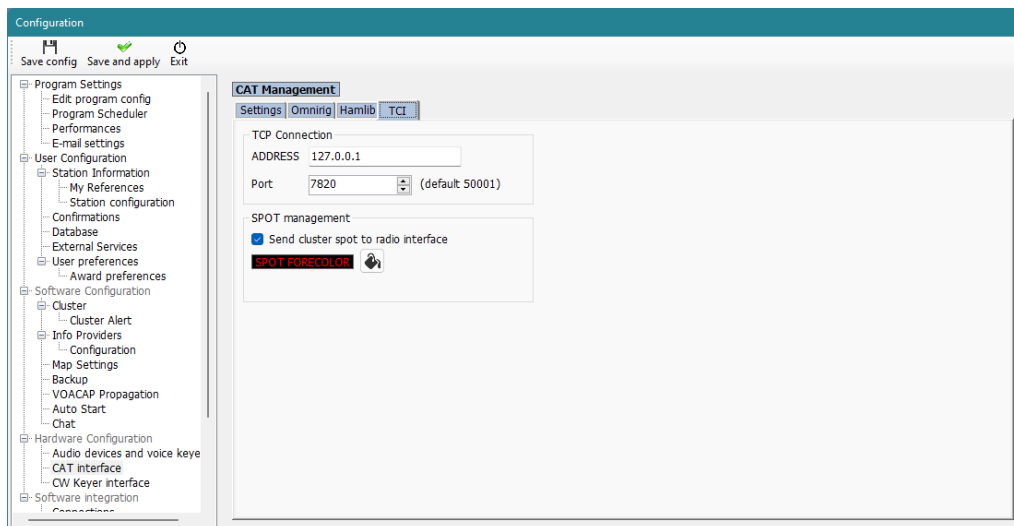 Configuration
Save config Save and apply Exit
Program Settings
Edit program config
Program Scheduler
Performances
E-mail settings
User Configuration
Station Information
My References
Station configuration
Confirmations
Database
External Services
User preferences
Award preferences
Software Configuration
Cluster
Cluster Alert
Info Providers
Configuration
Map Settings
Backup
VOACAP Propagation
Auto Start
Chat
Hardware Configuration
Audio devices and voice keye
CAT interface
CW Keyer interface
Software integration
Connections
CAT Management
Settings Omnirig Hamlib TCI
TCP Connection
ADDRESS 127.0.0.1
Port 7820 (default 50001)
SPOT management
Send cluster spot to radio interface
SPOT FORECOLOR